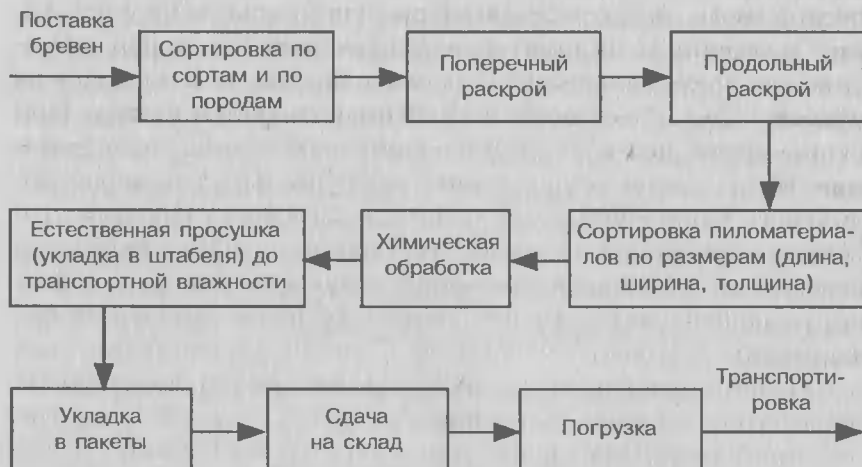 Поставка
бревен
Сортировка по
сортам и по
породам
Поперечный
раскрой
Продольный
раскрой
Сортировка пиломатериа-
лов по размерам (длина,
ширина, толщина)
Химическая
обработка
Естественная просушка
(укладка в штабеля) до
транспортной влажности
Укладка
в пакеты
Сдача
на склад
Погрузка
Транспорти-
ровка